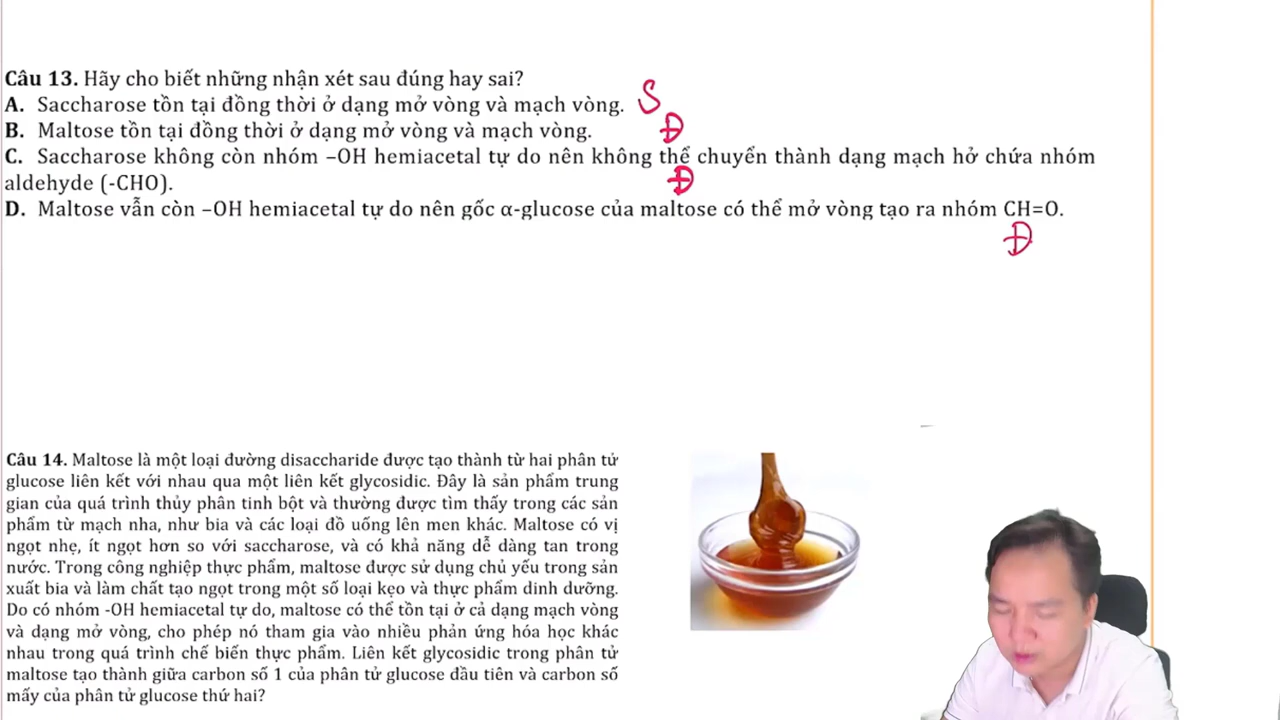 Câu 13. Hãy cho biết những nhận xét sau đúng hay sai?
A. Saccharose tồn tại đồng thời ở dạng mở vòng và mạch vòng. S
B. Maltose tồn tại đồng thời ở dạng mở vòng và mạch vòng. Đ
C. Saccharose không còn nhóm –OH hemiacetal tự do nên không thể chuyển thành dạng mạch hở chứa nhóm
aldehyde (-CHO). Đ
D. Maltose vẫn còn –OH hemiacetal tự do nên gốc α-glucose của maltose có thể mở vòng tạo ra nhóm CH=O.
Đ
Câu 14. Maltose là một loại đường disaccharide được tạo thành từ hai phân tử
glucose liên kết với nhau qua một liên kết glycosidic. Đây là sản phẩm trung
gian của quá trình thủy phân tinh bột và thường được tìm thấy trong các sản
phẩm từ mạch nha, như bia và các loại đồ uống lên men khác. Maltose có vị
ngọt nhẹ, ít ngọt hơn so với saccharose, và có khả năng dễ dàng tan trong
nước. Trong công nghiệp thực phẩm, maltose được sử dụng chủ yếu trong sản
xuất bia và làm chất tạo ngọt trong một số loại kẹo và thực phẩm dinh dưỡng.
Do có nhóm -OH hemiacetal tự do, maltose có thể tồn tại ở cả dạng mạch vòng
và dạng mở vòng, cho phép nó tham gia vào nhiều phản ứng hóa học khác
nhau trong quá trình chế biến thực phẩm. Liên kết glycosidic trong phân tử
maltose tạo thành giữa carbon số 1 của phân tử glucose đầu tiên và carbon số
mấy của phân tử glucose thứ hai?